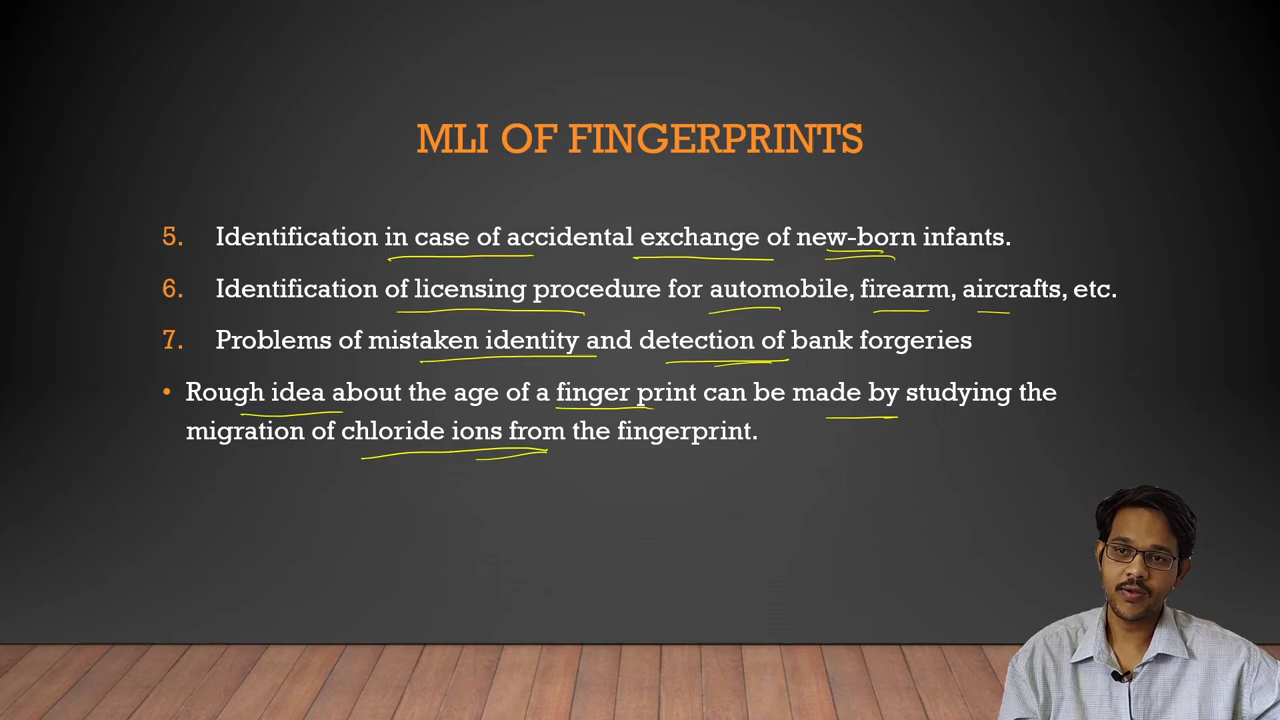 MLI OF FINGERPRINTS
5. Identification in case of accidental exchange of new-born infants.
6. Identification of licensing procedure for automobile, firearm, aircrafts, etc.
7. Problems of mistaken identity and detection of bank forgeries
• Rough idea about the age of a finger print can be made by studying the
migration of chloride ions from the fingerprint.